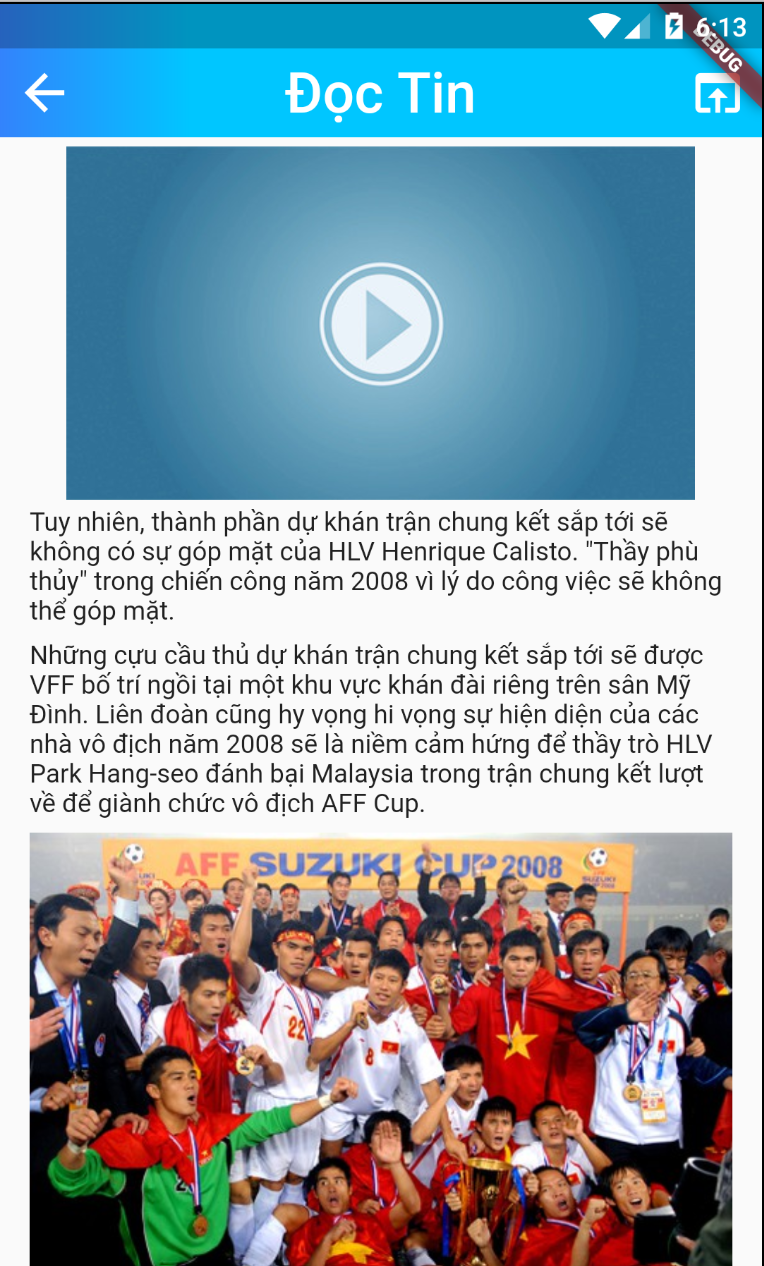 6:13
DEBUG
Đọc Tin
Tuy nhiên, thành phần dự khán trận chung kết sắp tới sẽ
không có sự góp mặt của HLV Henrique Calisto. "Thầy phù
thủy" trong chiến công năm 2008 vì lý do công việc sẽ không
thể góp mặt.
Những cựu cầu thủ dự khán trận chung kết sắp tới sẽ được
VFF bố trí ngồi tại một khu vực khán đài riêng trên sân Mỹ
Đình. Liên đoàn cũng hy vọng hi vọng sự hiện diện của các
nhà vô địch năm 2008 sẽ là niềm cảm hứng để thầy trò HLV
Park Hang-seo đánh bại Malaysia trong trận chung kết lượt
về để giành chức vô địch AFF Cup.
AFF SUZUKI CUP 2008
22
8